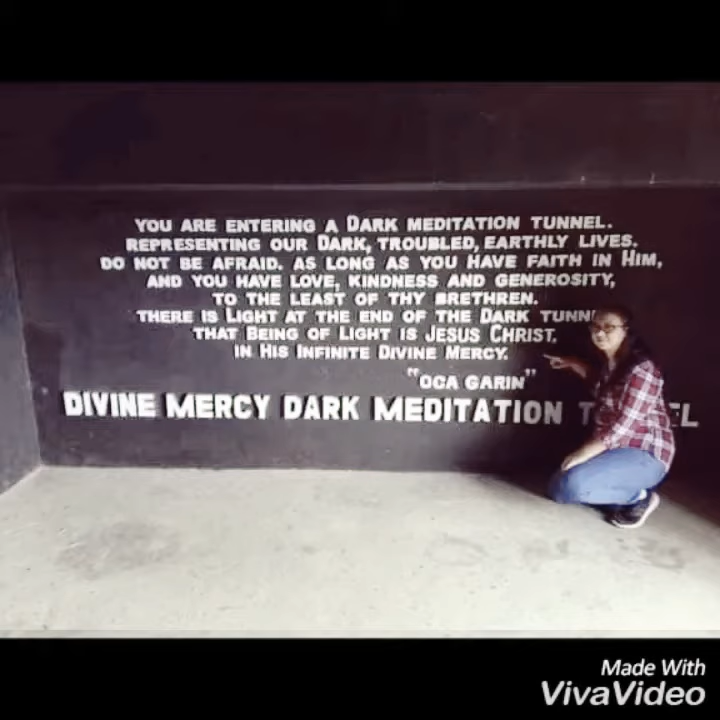 YOU ARE ENTERING A DARK MEDITATION TUNNEL.
REPRESENTING OUR DARK, TROUBLED, EARTHLY LIVES.
DO NOT BE AFRAID. AS LONG AS YOU HAVE FAITH IN HIM,
AND YOU HAVE LOVE, KINDNESS AND GENEROSITY,
TO THE LEAST OF THY BRETHREN.
THERE IS LIGHT AT THE END OF THE DARK TUNN
THAT BEING OF LIGHT IS JESUS CHRIST,
IN HIS INFINITE DIVINE MERCY.
"OCA GARIN"
DIVINE MERCY DARK MEDITATION T EL
Made With
VivaVideo